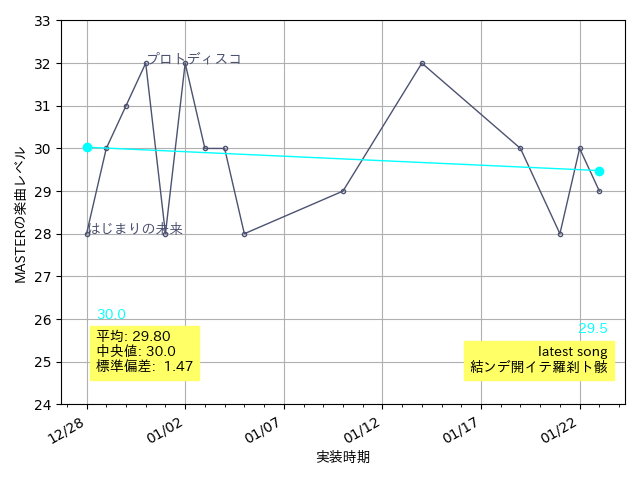 33
32
31
30
29
28
27
26
25
24
MASTERの楽曲レベル
プロトディスコ
はじまりの未来
30.0
平均: 29.80
中央値: 30.0
標準偏差: 1.47
29.5
latest song
結ンデ開イテ羅刹ト骸
12/28
01/02
01/07
01/12
01/17
01/22
実装時期